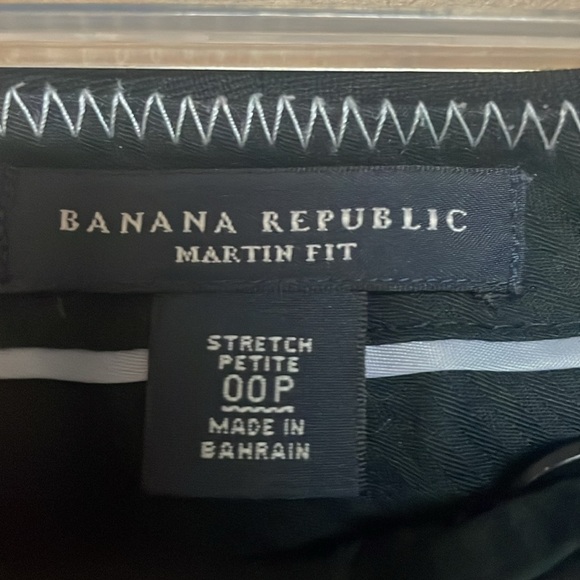 BANANA REPUBLIC
MARTIN FIT
STRETCH
PETITE
00P
MADE IN
BAHRAIN